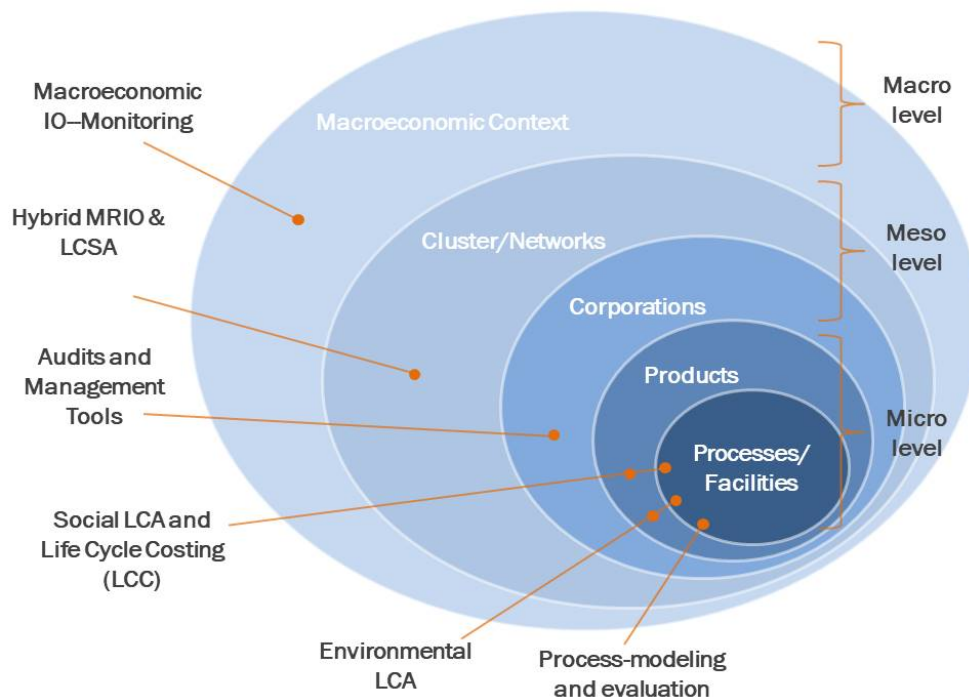 Macroeconomic
IO--Monitoring
Macroeconomic Context
Macro
level
Hybrid MRIO &
LCSA
Cluster/Networks
Meso
level
Corporations
Audits and
Management
Tools
Products
Micro
level
Processes/
Facilities
Social LCA and
Life Cycle Costing
(LCC)
Environmental
LCA
Process-modeling
and evaluation